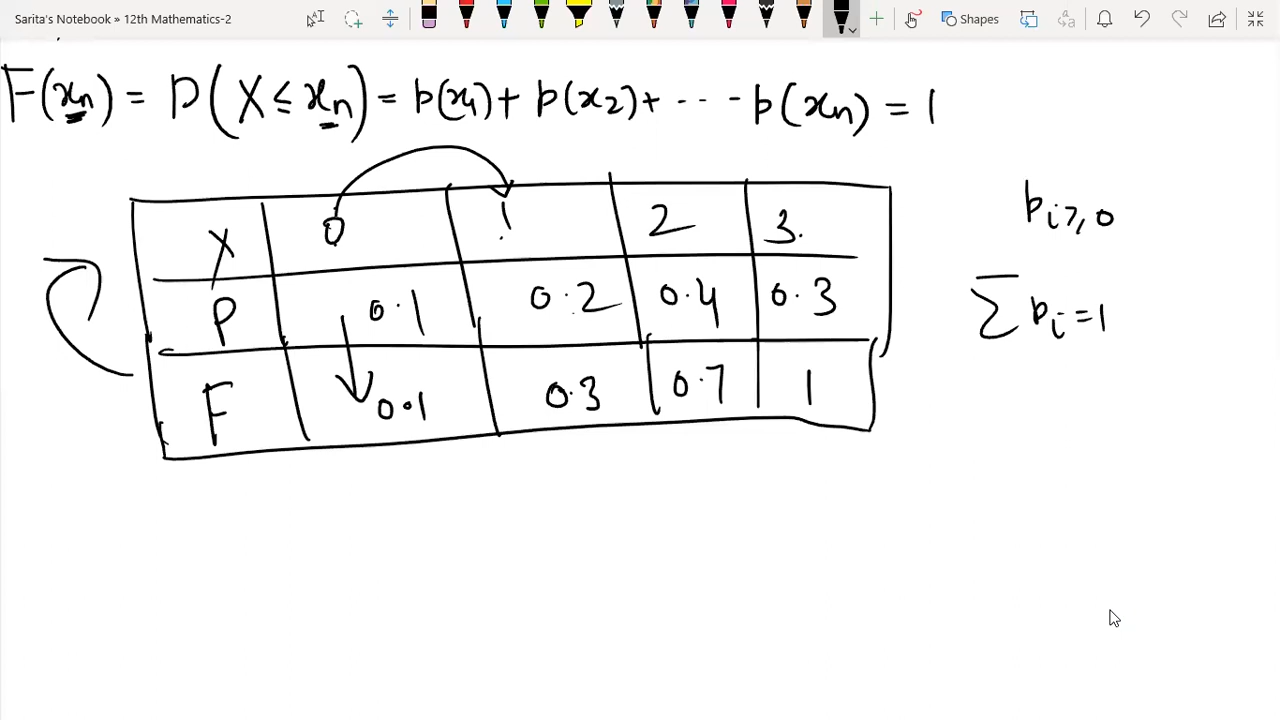 Sarita's Notebook » 12th Mathematics-2
Shapes
F(xn) = P(X ≤ xn) = p(x1) + p(x2) + ---- p(xn) = 1
X 0 1 2 3.
pi ≥ 0
P 0.1 0.2 0.4 0.3
∑ pi = 1
F 0.1 0.3 0.7 1